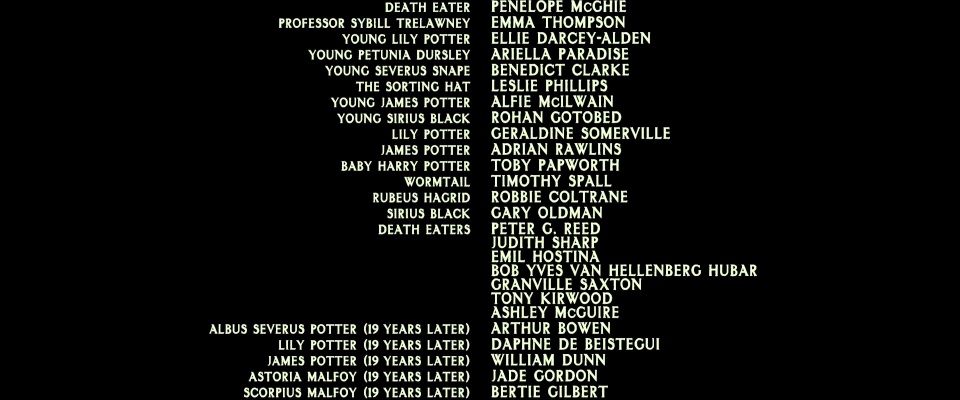 DEATH EATER PENELOPE McGHIE
PROFESSOR SYBILL TRELAWNEY EMMA THOMPSON
YOUNG LILY POTTER ELLIE DARCEY-ALDEN
YOUNG PETUNIA DURSLEY ARIELLA PARADISE
YOUNG SEVERUS SNAPE BENEDICT CLARKE
THE SORTING HAT LESLIE PHILLIPS
YOUNG JAMES POTTER ALFIE McILWAIN
YOUNG SIRIUS BLACK ROHAN GOTOBED
LILY POTTER GERALDINE SOMERVILLE
JAMES POTTER ADRIAN RAWLINS
BABY HARRY POTTER TOBY PAPWORTH
WORMTAIL TIMOTHY SPALL
RUBEUS HAGRID ROBBIE COLTRANE
SIRIUS BLACK GARY OLDMAN
DEATH EATERS PETER G. REED
JUDITH SHARP
EMIL HOSTINA
BOB YVES VAN HELLENBERG HUBAR
GRANVILLE SAXTON
TONY KIRWOOD
ASHLEY McGUIRE
ALBUS SEVERUS POTTER (19 YEARS LATER) ARTHUR BOWEN
LILY POTTER (19 YEARS LATER) DAPHNE DE BEISTEGUI
JAMES POTTER (19 YEARS LATER) WILLIAM DUNN
ASTORIA MALFOY (19 YEARS LATER) JADE GORDON
SCORPIUS MALFOY (19 YEARS LATER) BERTIE GILBERT